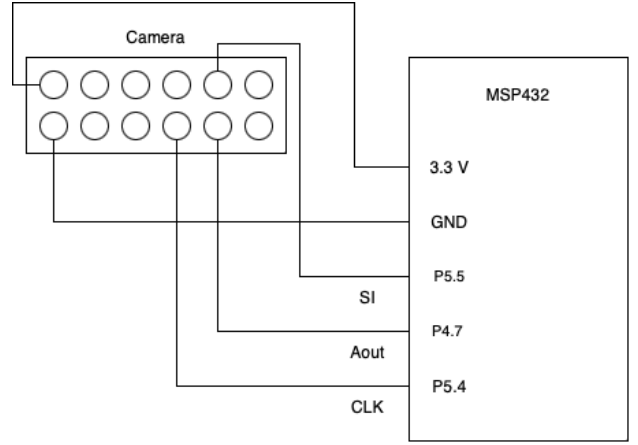 Camera
MSP432
3.3 V
GND
P5.5
SI
P4.7
Aout
P5.4
CLK